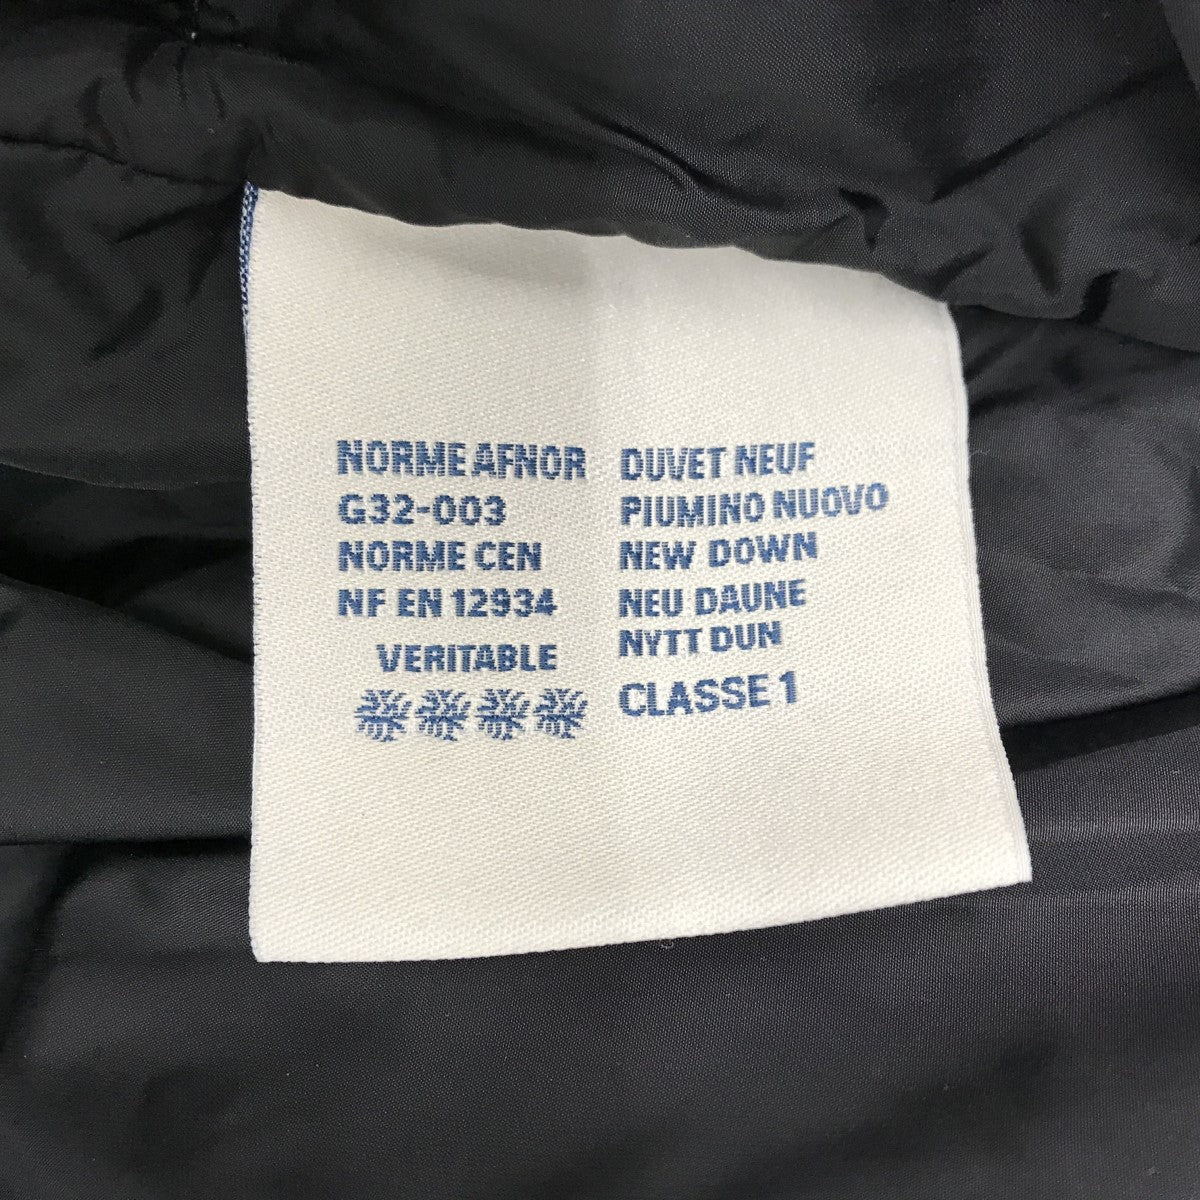 NORME AFNOR
G32-003
NORME CEN
NF EN 12934
VERITABLE
DUVET NEUF
PIUMINO NUOVO
NEW DOWN
NEU DAUNE
NYTT DUN
CLASSE 1